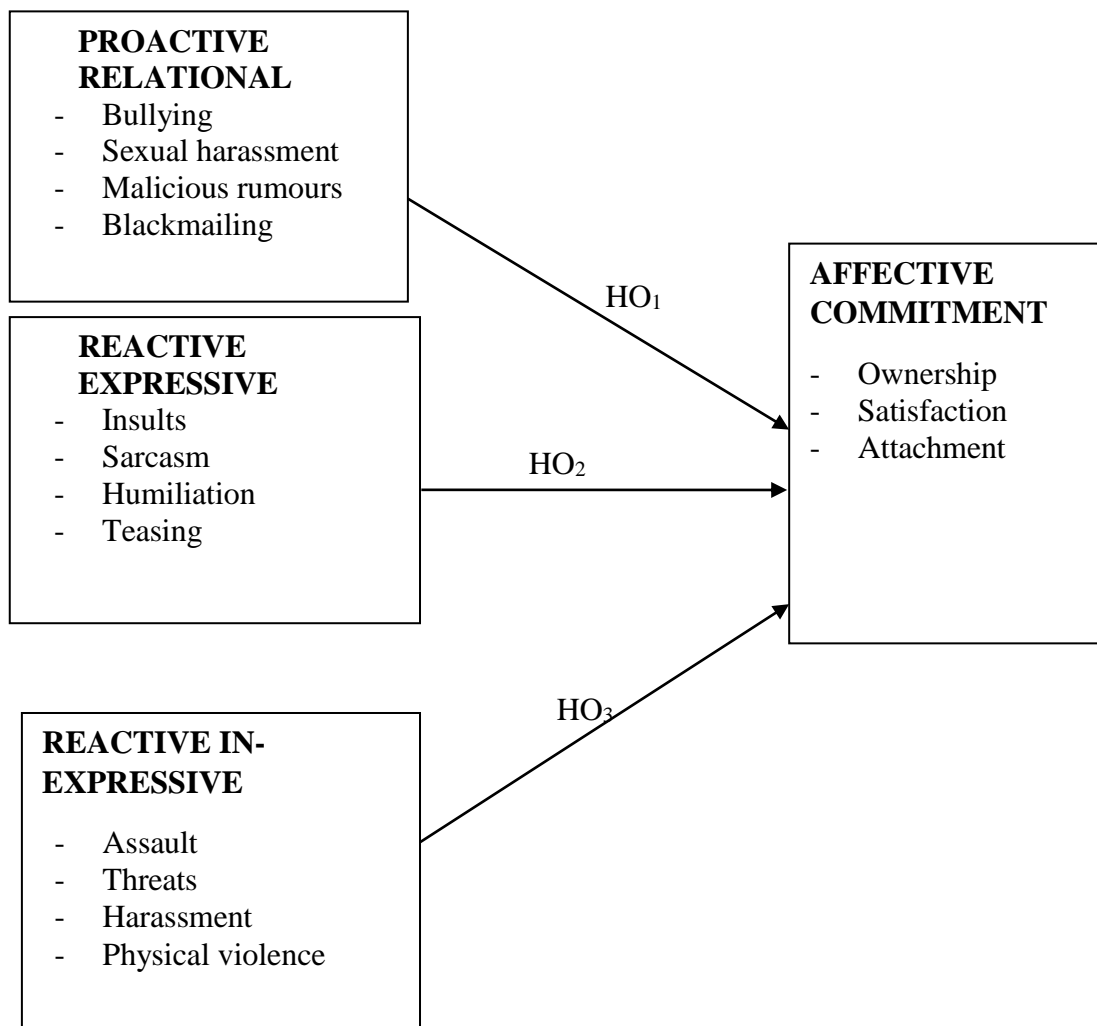 PROACTIVE
RELATIONAL
- Bullying
- Sexual harassment
- Malicious rumours
- Blackmailing
HO₁
AFFECTIVE
COMMITMENT
- Ownership
- Satisfaction
- Attachment
REACTIVE
EXPRESSIVE
- Insults
- Sarcasm
- Humiliation
- Teasing
HO₂
HO₃
REACTIVE IN-
EXPRESSIVE
- Assault
- Threats
- Harassment
- Physical violence